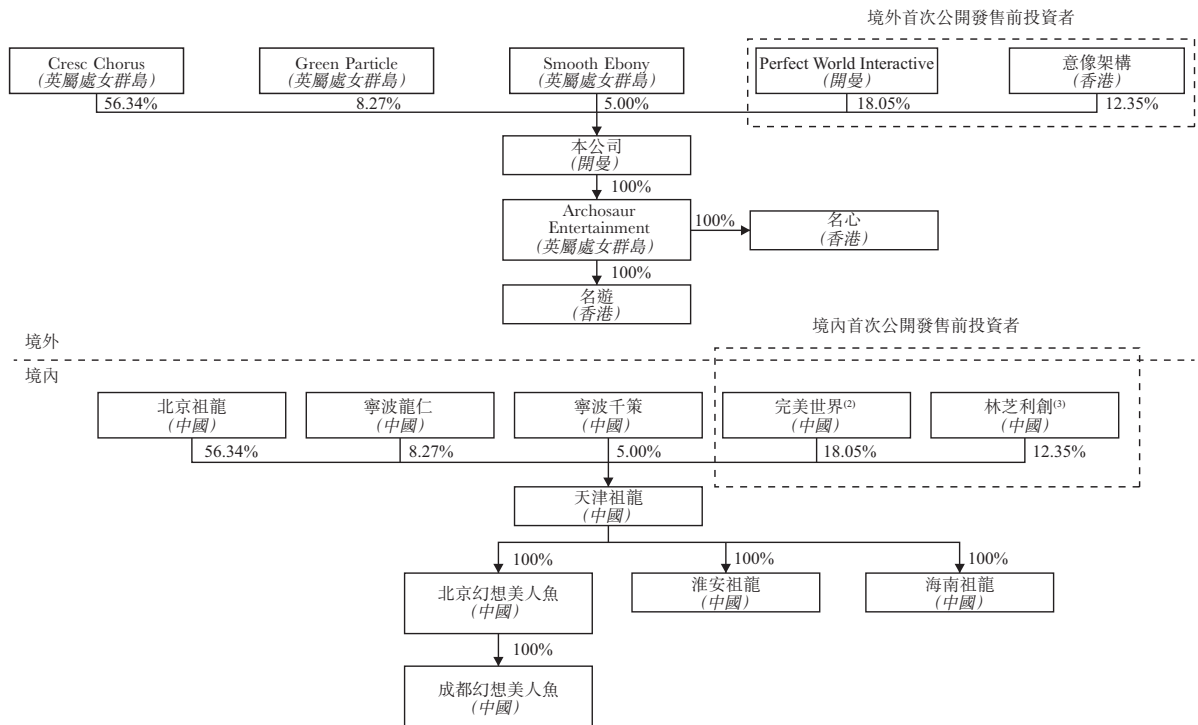 境外首次公開發售前投資者
Cresc Chorus
(英屬處女群島)
Green Particle
(英屬處女群島)
Smooth Ebony
(英屬處女群島)
Perfect World Interactive
(開曼)
意像架構
(香港)
56.34%
8.27%
5.00%
18.05%
12.35%
本公司
(開曼)
100%
Archosaur
Entertainment
(英屬處女群島)
100%
名心
(香港)
100%
名遊
(香港)
境內首次公開發售前投資者
境外
境內
北京祖龍
(中國)
寧波龍仁
(中國)
寧波千策
(中國)
完美世界(2)
(中國)
林芝利創(3)
(中國)
56.34%
8.27%
5.00%
18.05%
12.35%
天津祖龍
(中國)
100%
100%
100%
北京幻想美人魚
(中國)
淮安祖龍
(中國)
海南祖龍
(中國)
100%
成都幻想美人魚
(中國)